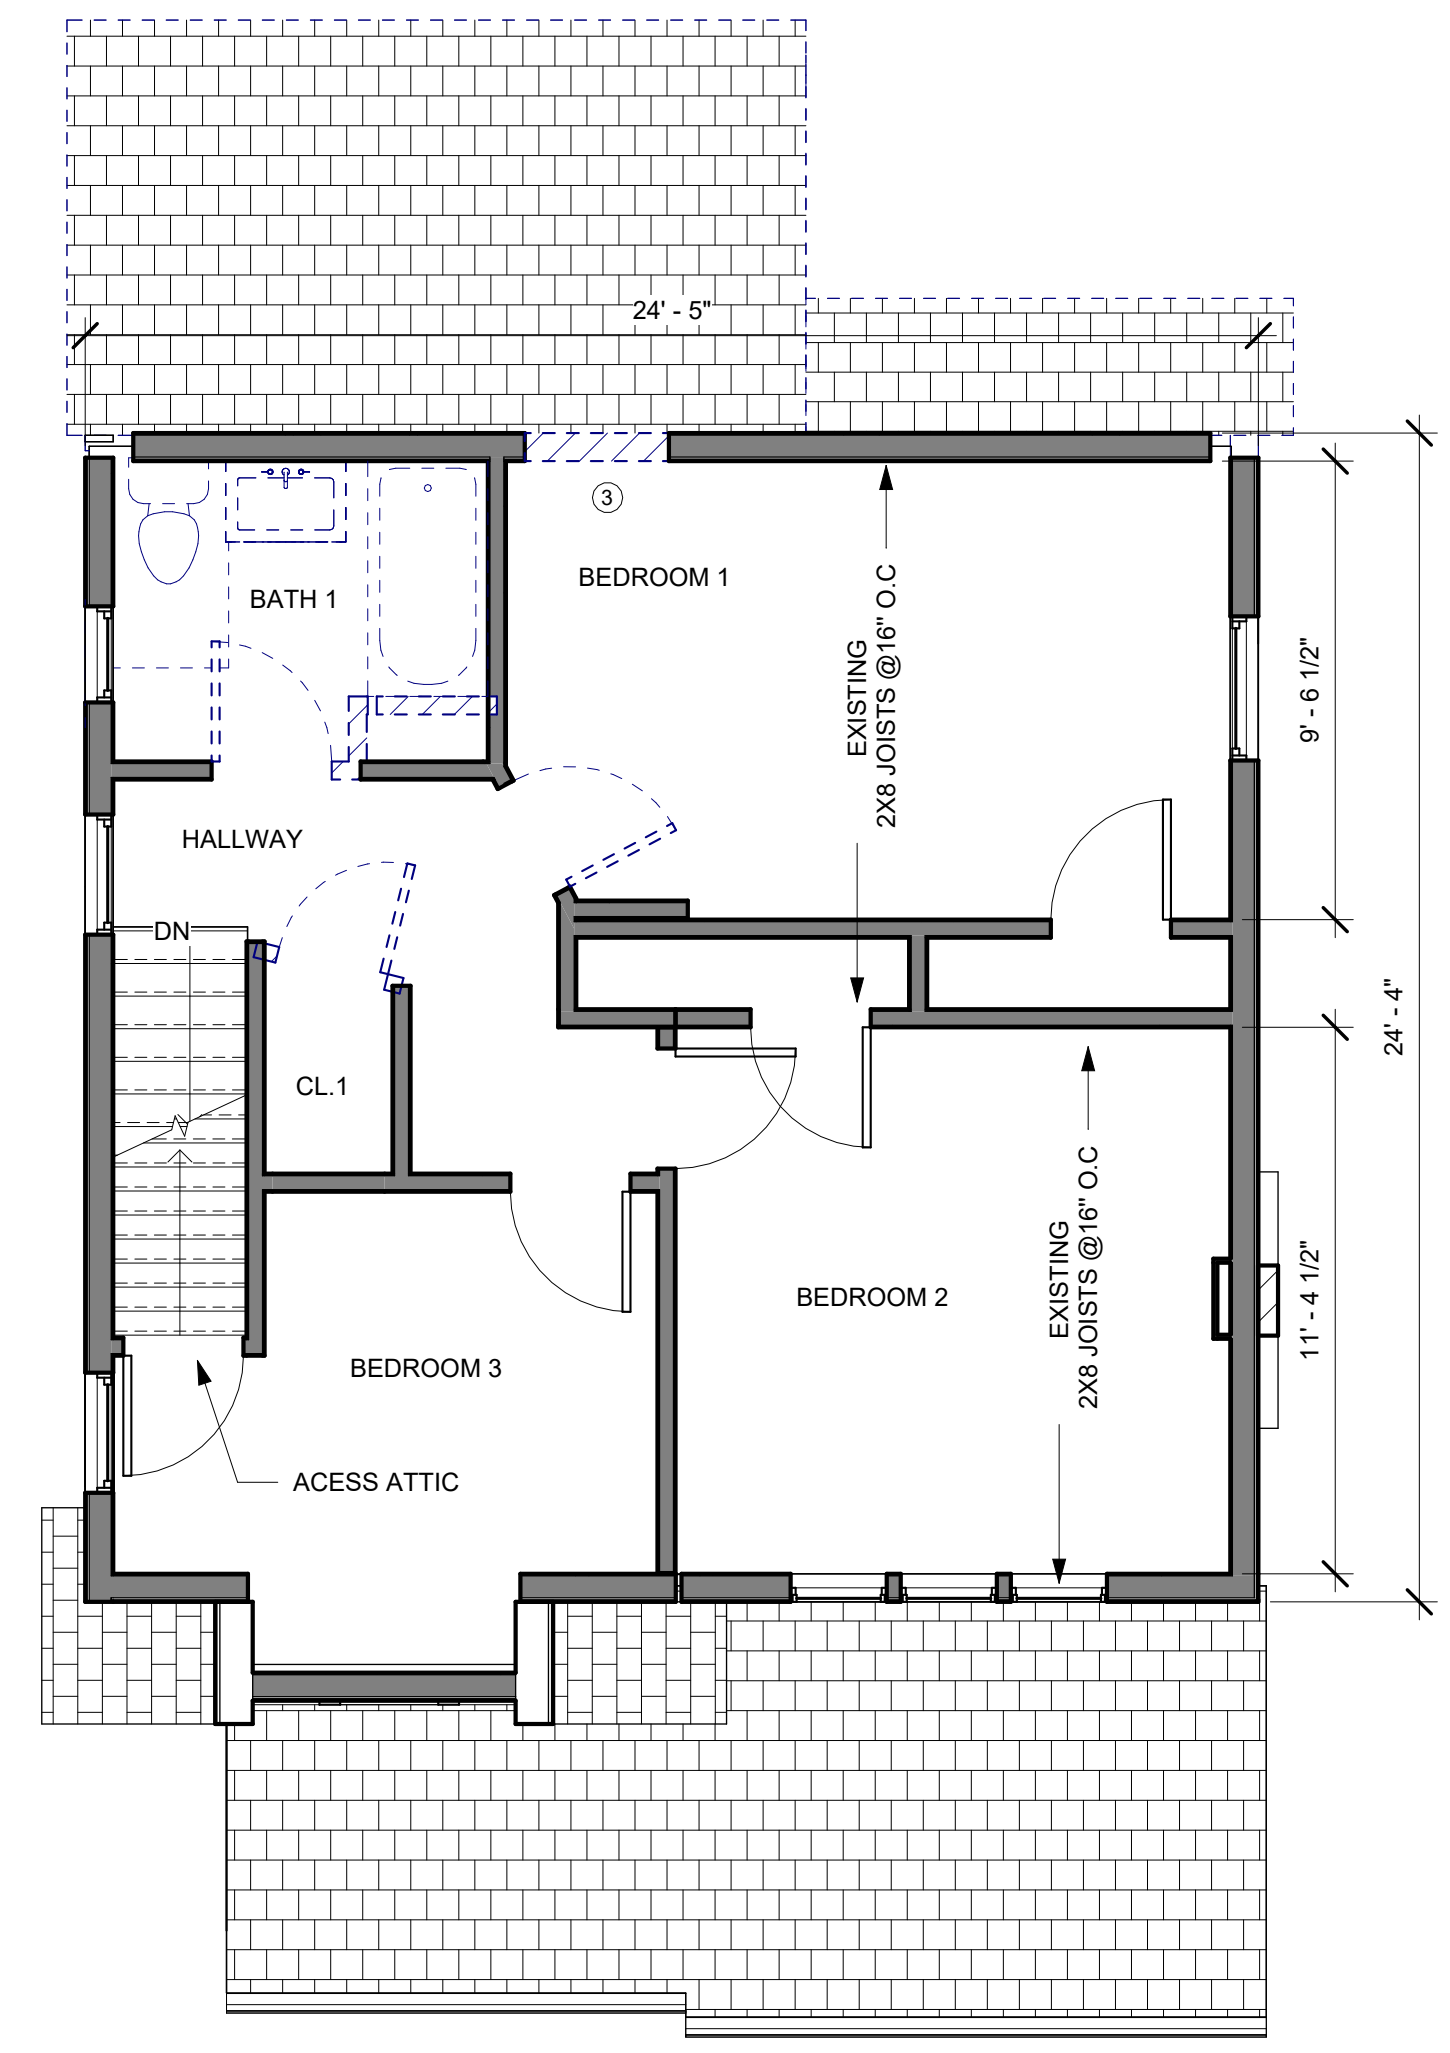 24' - 5"
3
BEDROOM 1
BATH 1
EXISTING
2X8 JOISTS @16" O.C
9' - 6 1/2"
HALLWAY
DN
24' - 4"
CL.1
EXISTING
2X8 JOISTS @16" O.C
11' - 4 1/2"
BEDROOM 2
BEDROOM 3
ACESS ATTIC